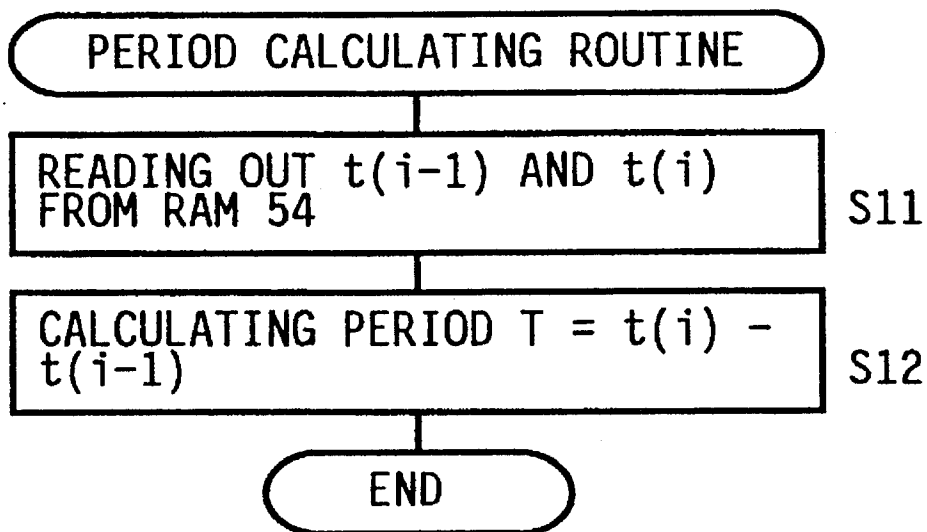 PERIOD CALCULATING ROUTINE
READING OUT t(i-1) AND t(i)
FROM RAM 54
S11
CALCULATING PERIOD T = t(i) -
t(i-1)
S12
END